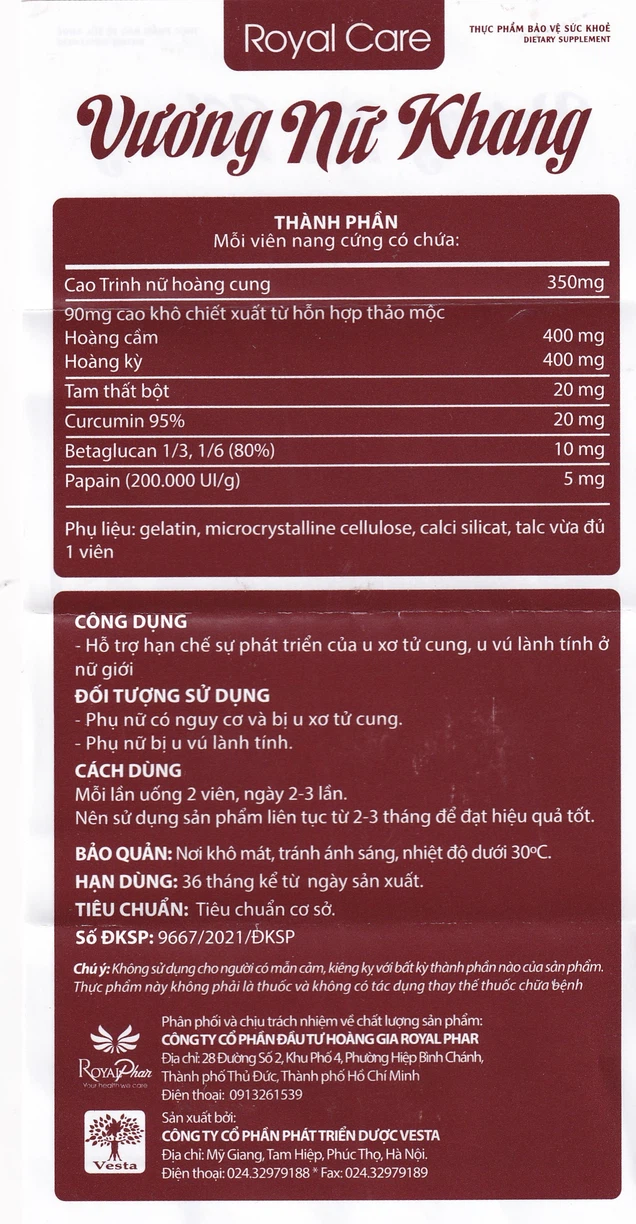 Royal Care
THỰC PHẨM BẢO VỆ SỨC KHOẺ
DIETARY SUPPLEMENT
Vương Nữ Khang
THÀNH PHẦN
Mỗi viên nang cứng có chứa:
Cao Trinh nữ hoàng cung 350mg
90mg cao khô chiết xuất từ hỗn hợp thảo mộc
Hoàng cầm 400 mg
Hoàng kỳ 400 mg
Tam thất bột 20 mg
Curcumin 95% 20 mg
Betaglucan 1/3, 1/6 (80%) 10 mg
Papain (200.000 UI/g) 5 mg
Phụ liệu: gelatin, microcrystalline cellulose, calci silicat, talc vừa đủ
1 viên
CÔNG DỤNG
- Hỗ trợ hạn chế sự phát triển của u xơ tử cung, u vú lành tính ở
nữ giới
ĐỐI TƯỢNG SỬ DỤNG
- Phụ nữ có nguy cơ và bị u xơ tử cung.
- Phụ nữ bị u vú lành tính.
CÁCH DÙNG
Mỗi lần uống 2 viên, ngày 2-3 lần.
Nên sử dụng sản phẩm liên tục từ 2-3 tháng để đạt hiệu quả tốt.
BẢO QUẢN: Nơi khô mát, tránh ánh sáng, nhiệt độ dưới 30ºC.
HẠN DÙNG: 36 tháng kể từ ngày sản xuất.
TIÊU CHUẨN: Tiêu chuẩn cơ sở.
Số ĐKSP: 9667/2021/ĐKSP
Chú ý: Không sử dụng cho người có mẫn cảm, kiêng kỵ với bất kỳ thành phần nào của sản phẩm.
Thực phẩm này không phải là thuốc và không có tác dụng thay thế thuốc chữa bệnh
Phân phối và chịu trách nhiệm về chất lượng sản phẩm:
CÔNG TY CỔ PHẦN ĐẦU TƯ HOÀNG GIA ROYAL PHAR
Địa chỉ: 28 Đường Số 2, Khu Phố 4, Phường Hiệp Bình Chánh,
Thành phố Thủ Đức, Thành phố Hồ Chí Minh
Điện thoại: 0913261539
RoyalPhar
Your health we care
Sản xuất bởi:
CÔNG TY CỔ PHẦN PHÁT TRIỂN DƯỢC VESTA
Địa chỉ: Mỹ Giang, Tam Hiệp, Phúc Thọ, Hà Nội.
Điện thoại: 024.32979188 * Fax: 024.32979189
Vesta